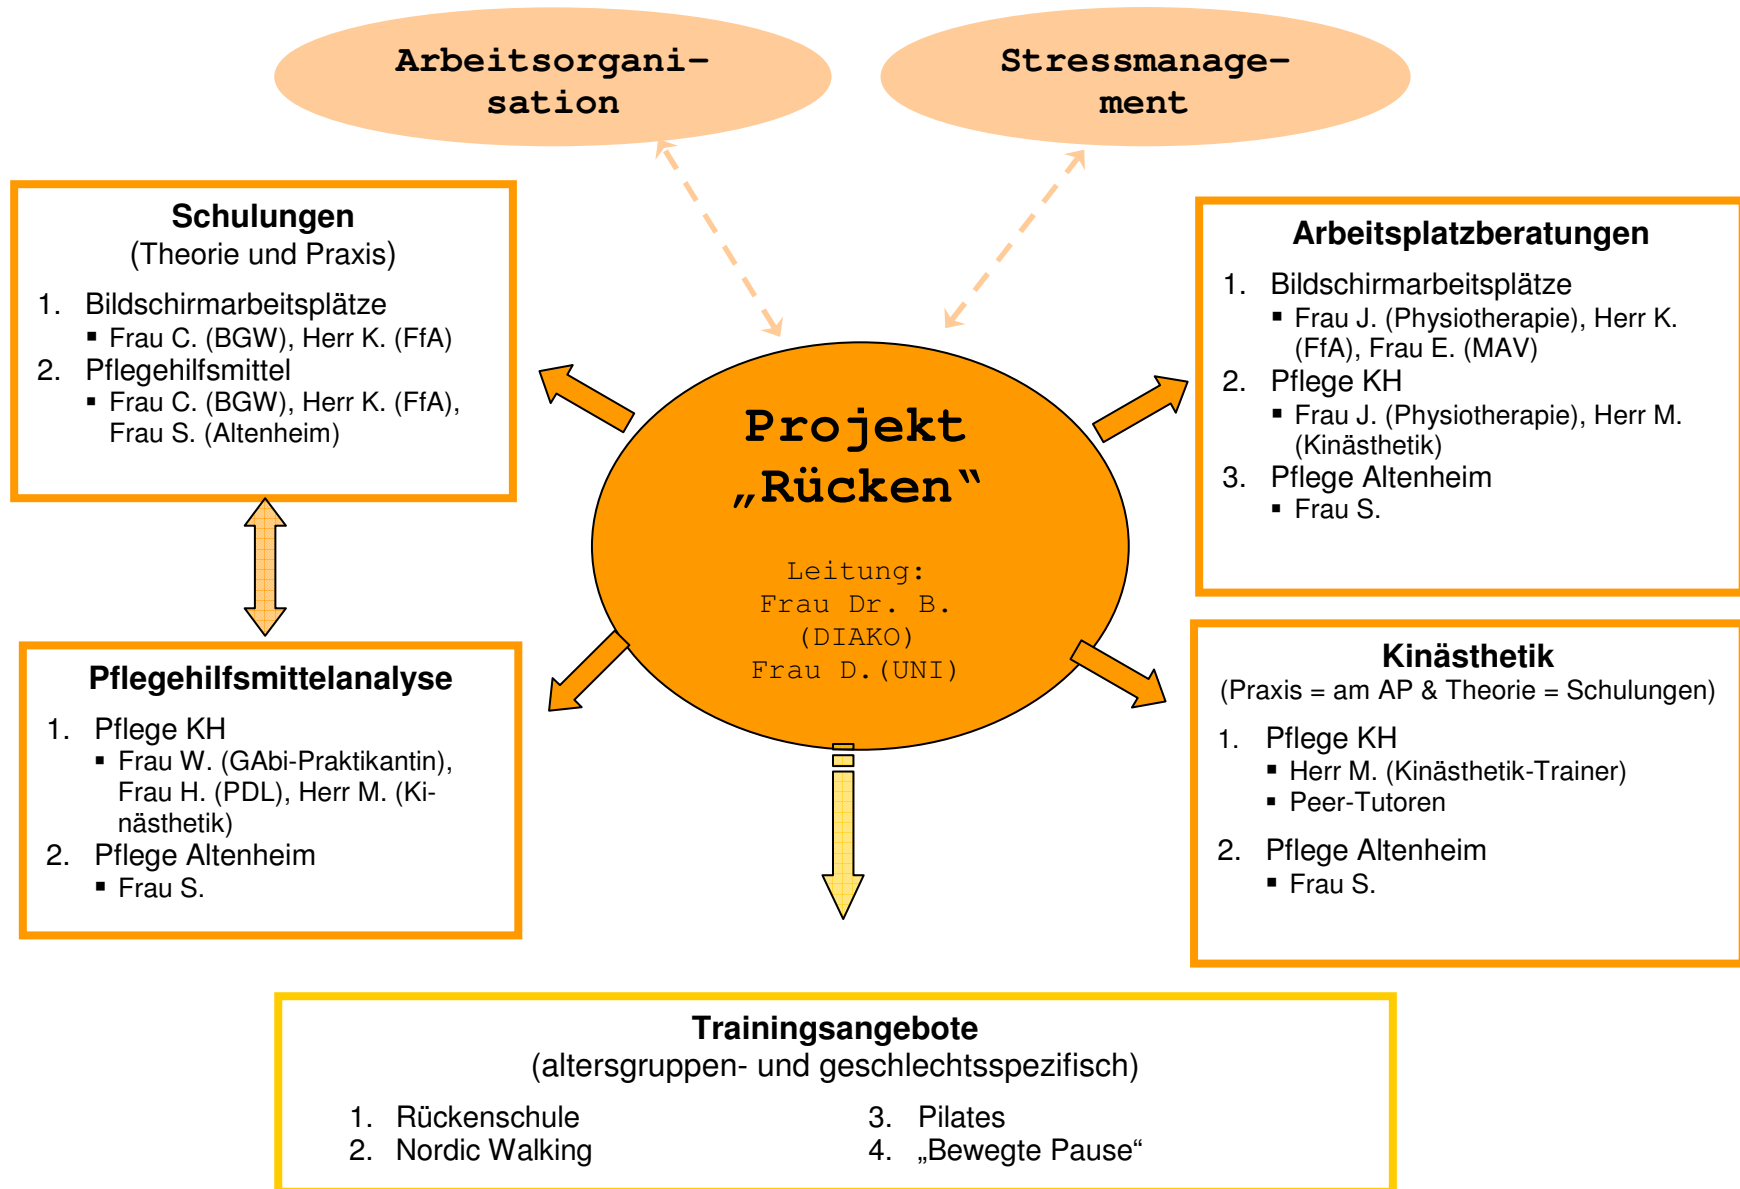 Arbeitsorgani-
sation
Stressmanage-
ment
Schulungen
(Theorie und Praxis)
1. Bildschirmarbeitsplätze
▪ Frau C. (BGW), Herr K. (FfA)
2. Pflegehilfsmittel
▪ Frau C. (BGW), Herr K. (FfA),
Frau S. (Altenheim)
Arbeitsplatzberatungen
1. Bildschirmarbeitsplätze
▪ Frau J. (Physiotherapie), Herr K.
(FfA), Frau E. (MAV)
2. Pflege KH
▪ Frau J. (Physiotherapie), Herr M.
(Kinästhetik)
3. Pflege Altenheim
▪ Frau S.
Projekt
„Rücken“
Leitung:
Frau Dr. B.
(DIAKO)
Frau D.(UNI)
Pflegehilfsmittelanalyse
1. Pflege KH
▪ Frau W. (GAbi-Praktikantin),
Frau H. (PDL), Herr M. (Ki-
nästhetik)
2. Pflege Altenheim
▪ Frau S.
Kinästhetik
(Praxis = am AP & Theorie = Schulungen)
1. Pflege KH
▪ Herr M. (Kinästhetik-Trainer)
▪ Peer-Tutoren
2. Pflege Altenheim
▪ Frau S.
Trainingsangebote
(altersgruppen- und geschlechtsspezifisch)
1. Rückenschule
2. Nordic Walking
3. Pilates
4. „Bewegte Pause“